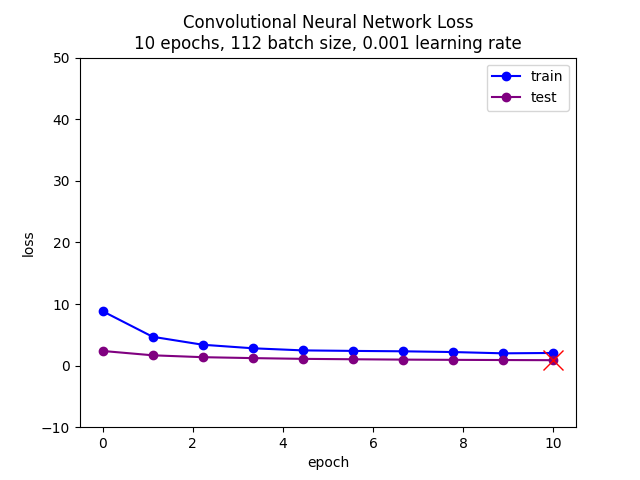 Convolutional Neural Network Loss
10 epochs, 112 batch size, 0.001 learning rate
train
test
50
40
30
20
10
0
−10
loss
0
2
4
6
8
10
epoch